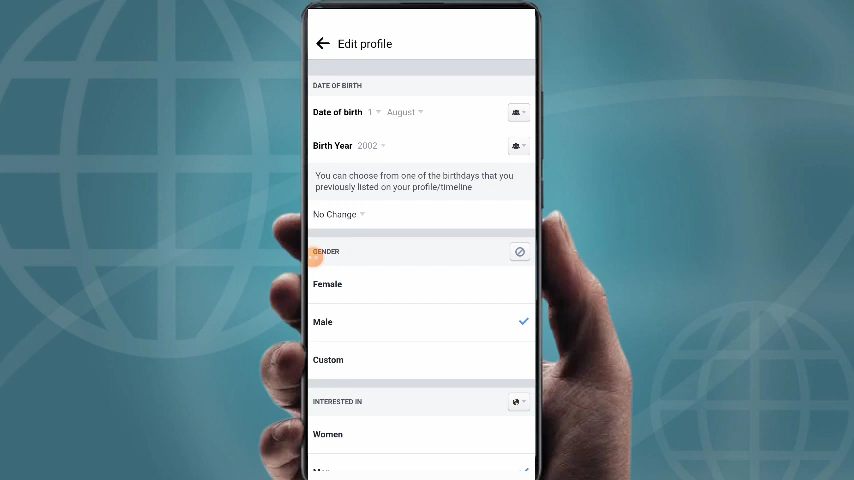 Edit profile
DATE OF BIRTH
Date of birth 1 August
Birth Year 2002
You can choose from one of the birthdays that you
previously listed on your profile/timeline
No Change
GENDER
Female
Male
Custom
INTERESTED IN
Women
Men